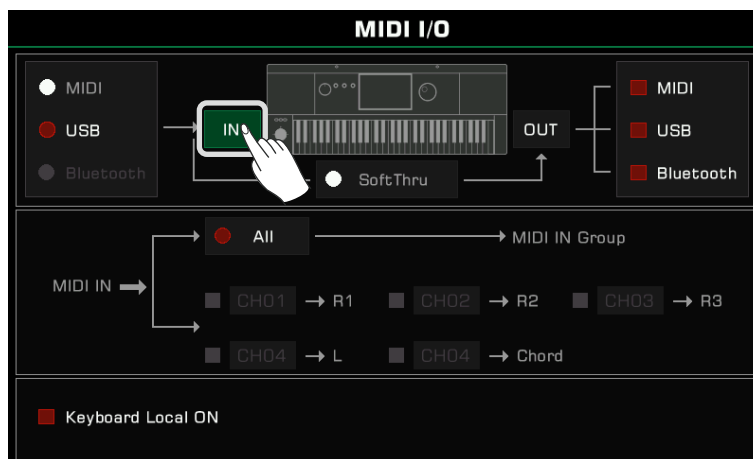 MIDI I/O
MIDI
USB
Bluetooth
IN
SoftThru
OUT
MIDI
USB
Bluetooth
All
MIDI IN Group
MIDI IN
CH01 R1 CH02 R2 CH03 R3
CH04 L CH04 Chord
Keyboard Local ON